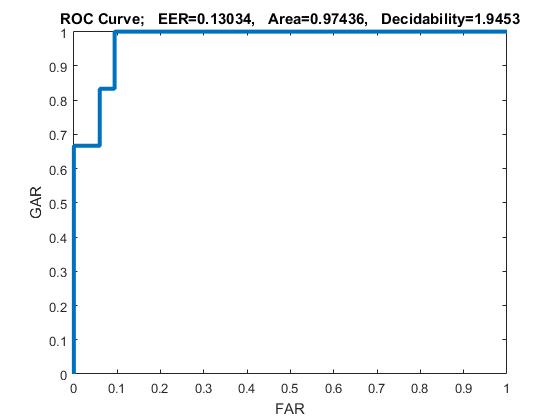 ROC Curve;   EER=0.13034,   Area=0.97436,   Decidability=1.9453
1
0.9
0.8
0.7
0.6
0.5
0.4
0.3
0.2
0.1
0
GAR
0 0.1 0.2 0.3 0.4 0.5 0.6 0.7 0.8 0.9 1
FAR